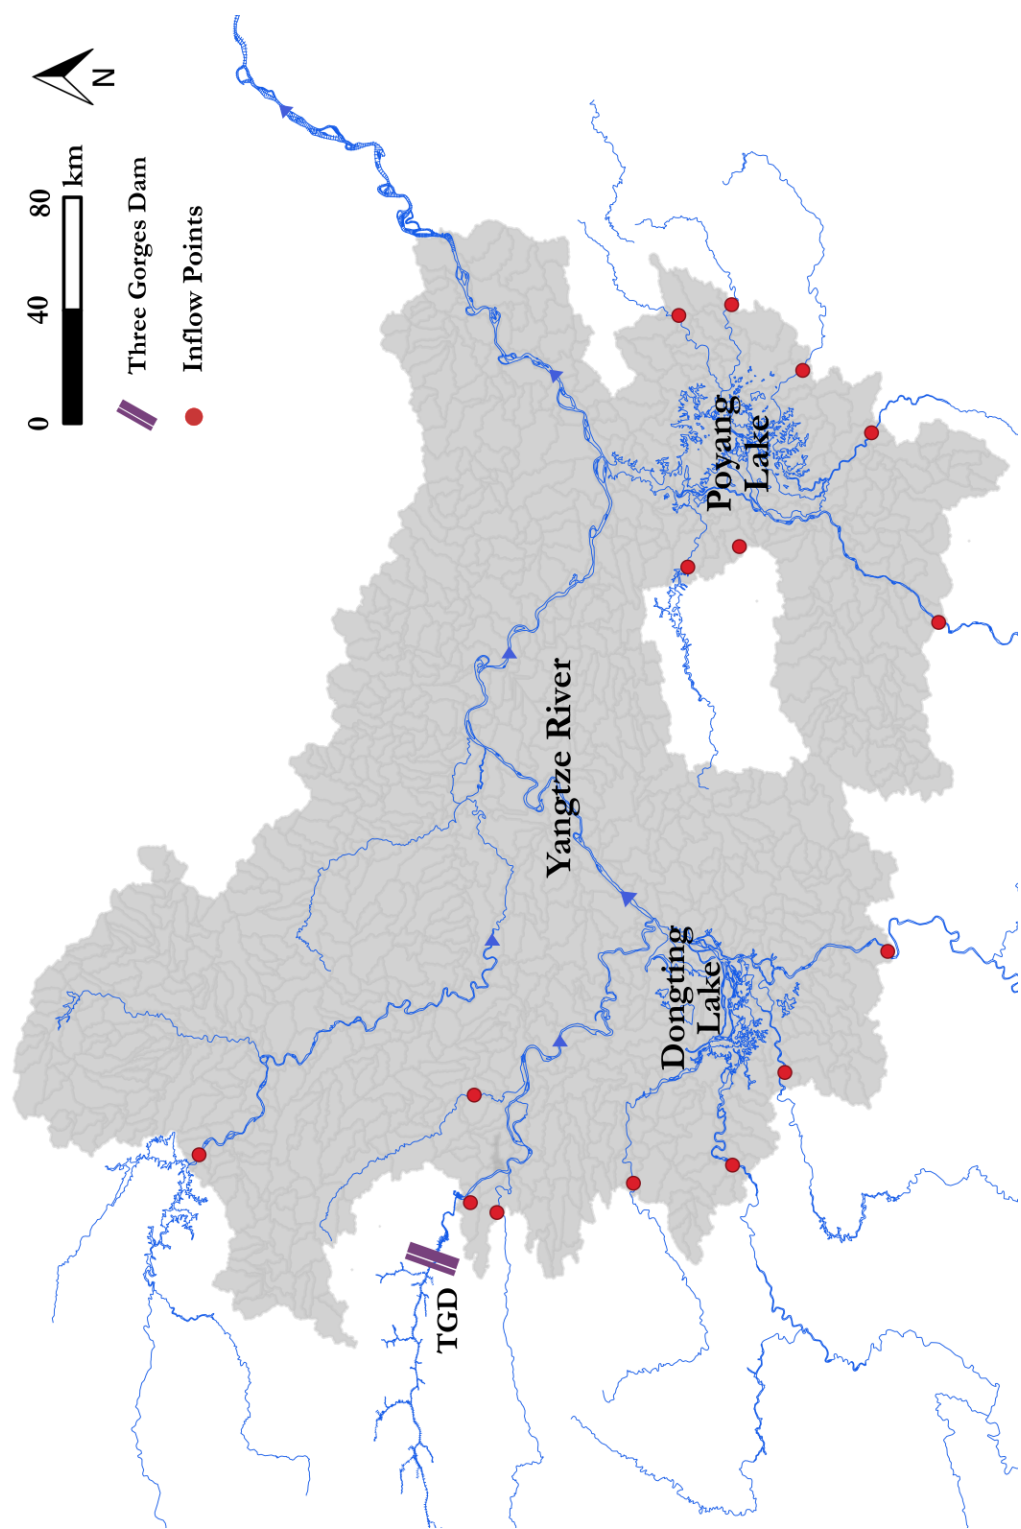 N
0 40 80
km
Three Gorges Dam
Inflow Points
Yangtze River
Poyang
Lake
Dongting
Lake
TGD